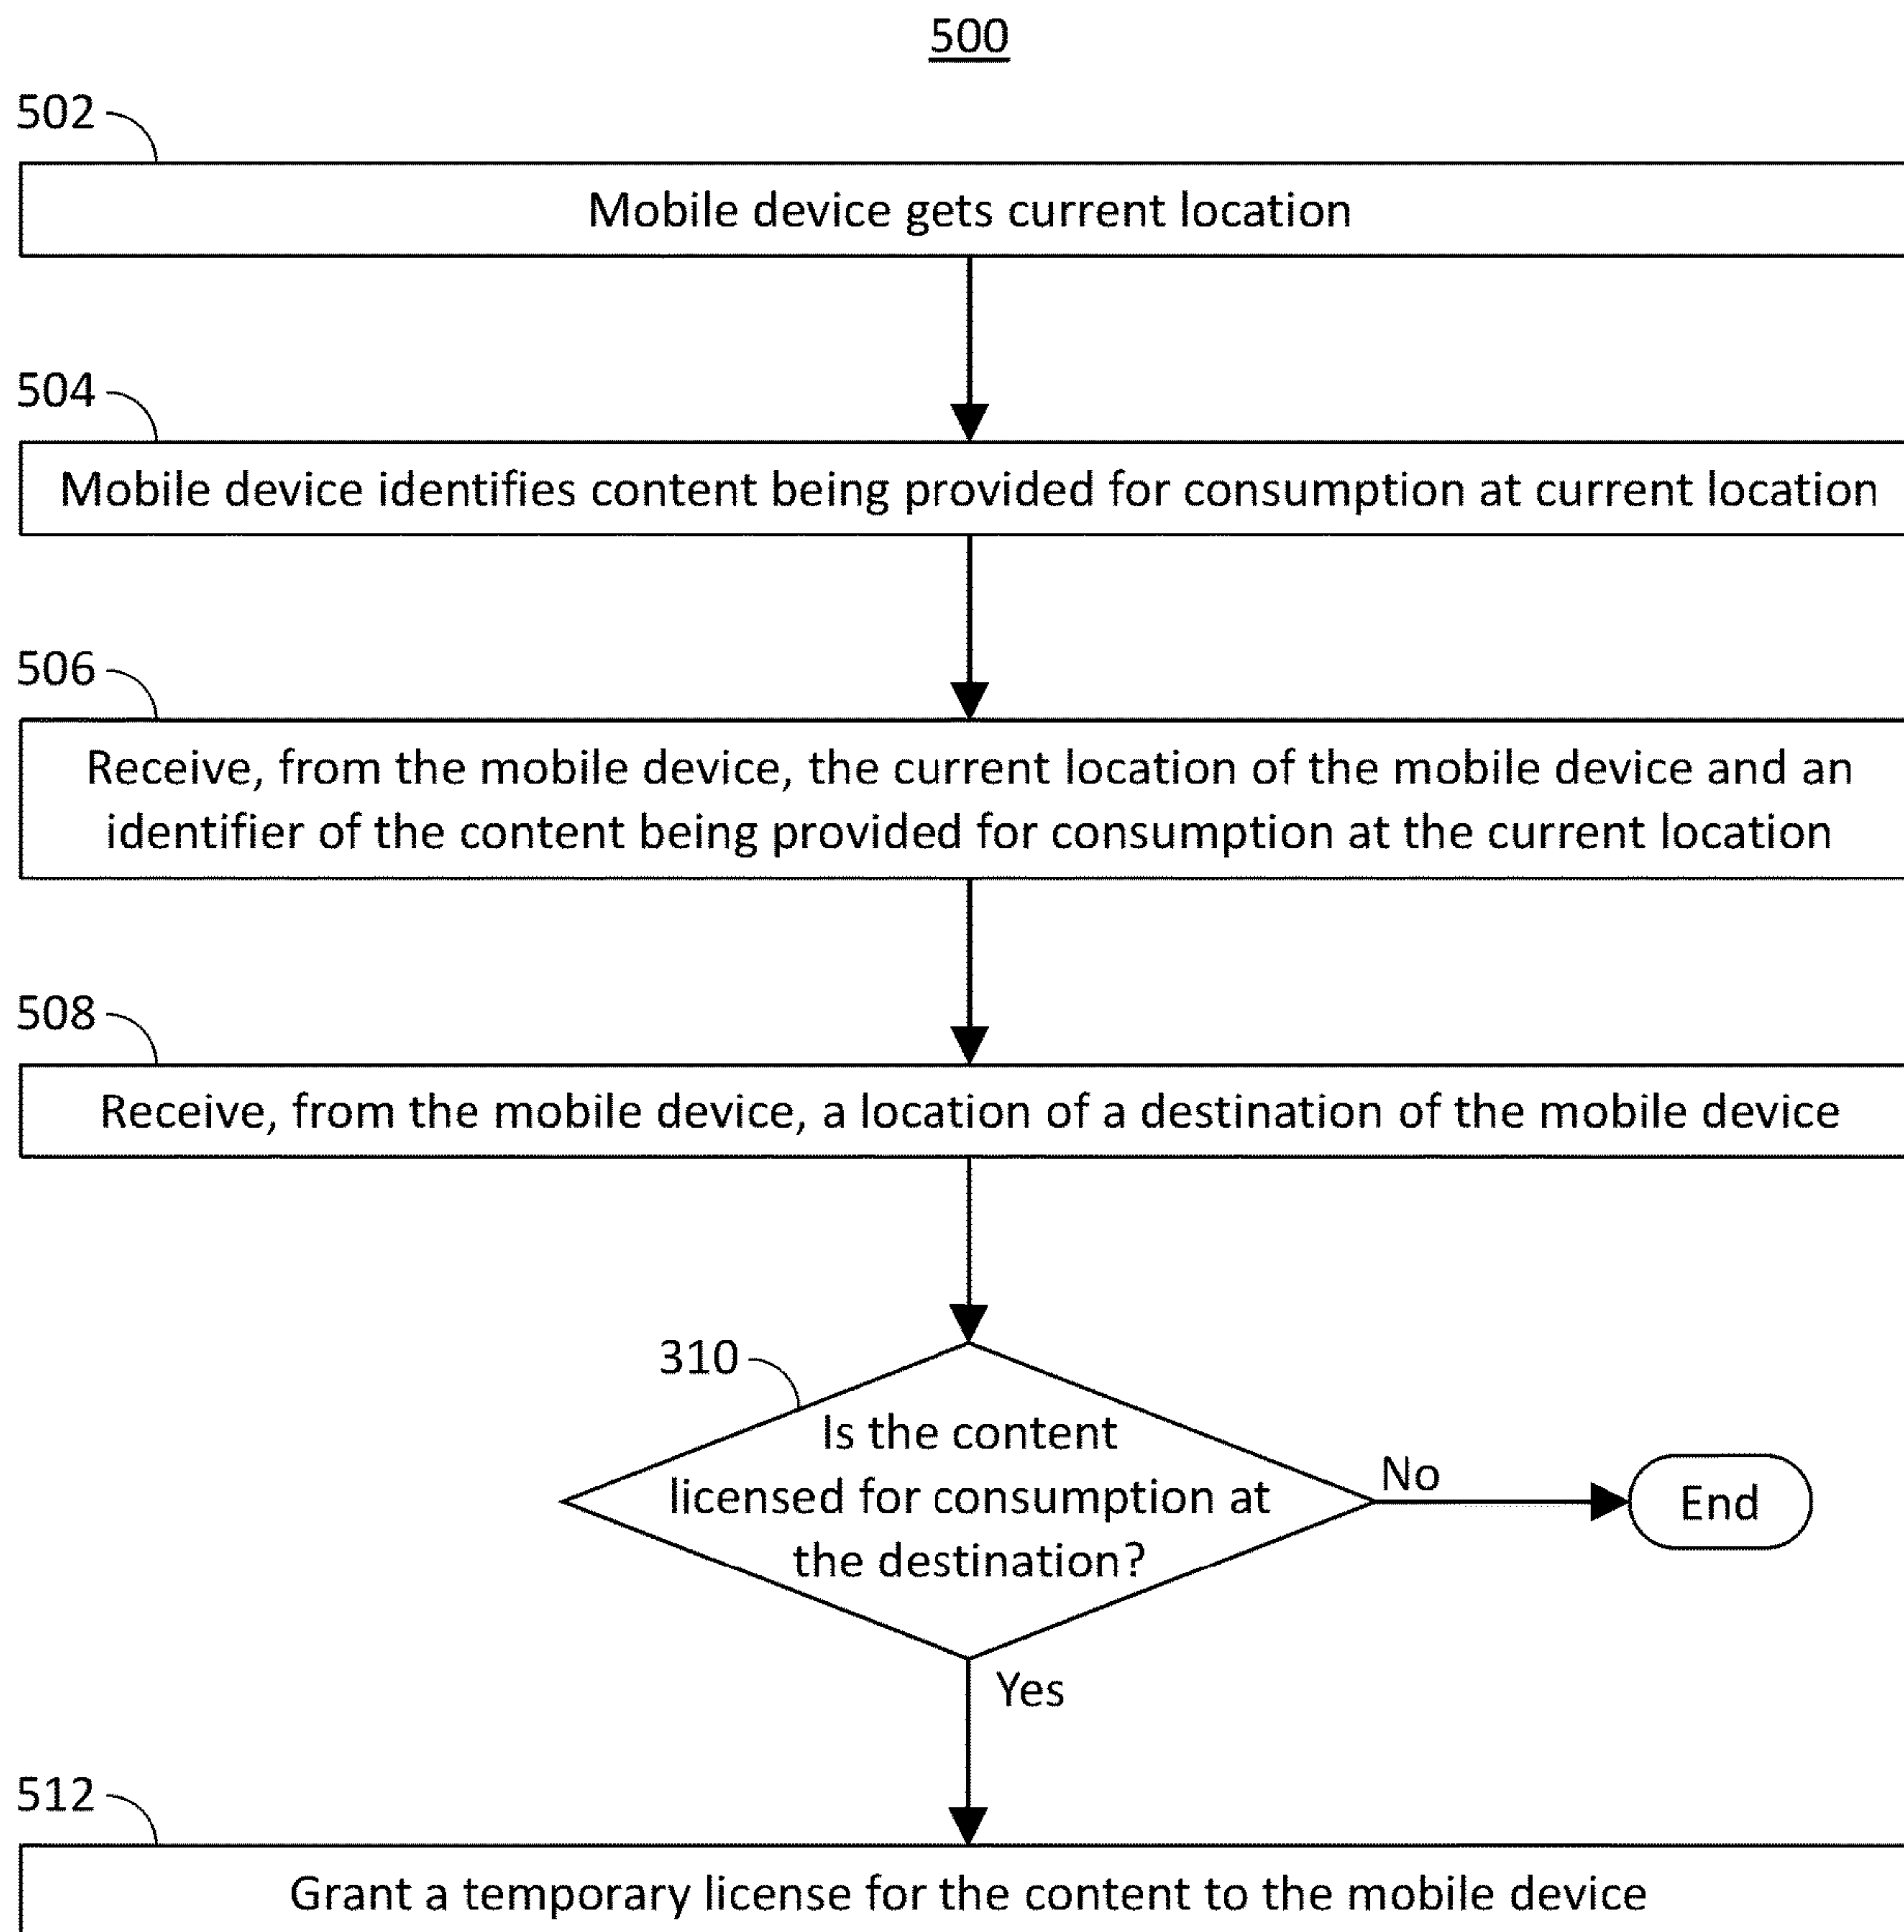 500
502
Mobile device gets current location
504
Mobile device identifies content being provided for consumption at current location
506
Receive, from the mobile device, the current location of the mobile device and an
identifier of the content being provided for consumption at the current location
508
Receive, from the mobile device, a location of a destination of the mobile device
310
Is the content
licensed for consumption at
the destination?
No
End
Yes
512
Grant a temporary license for the content to the mobile device